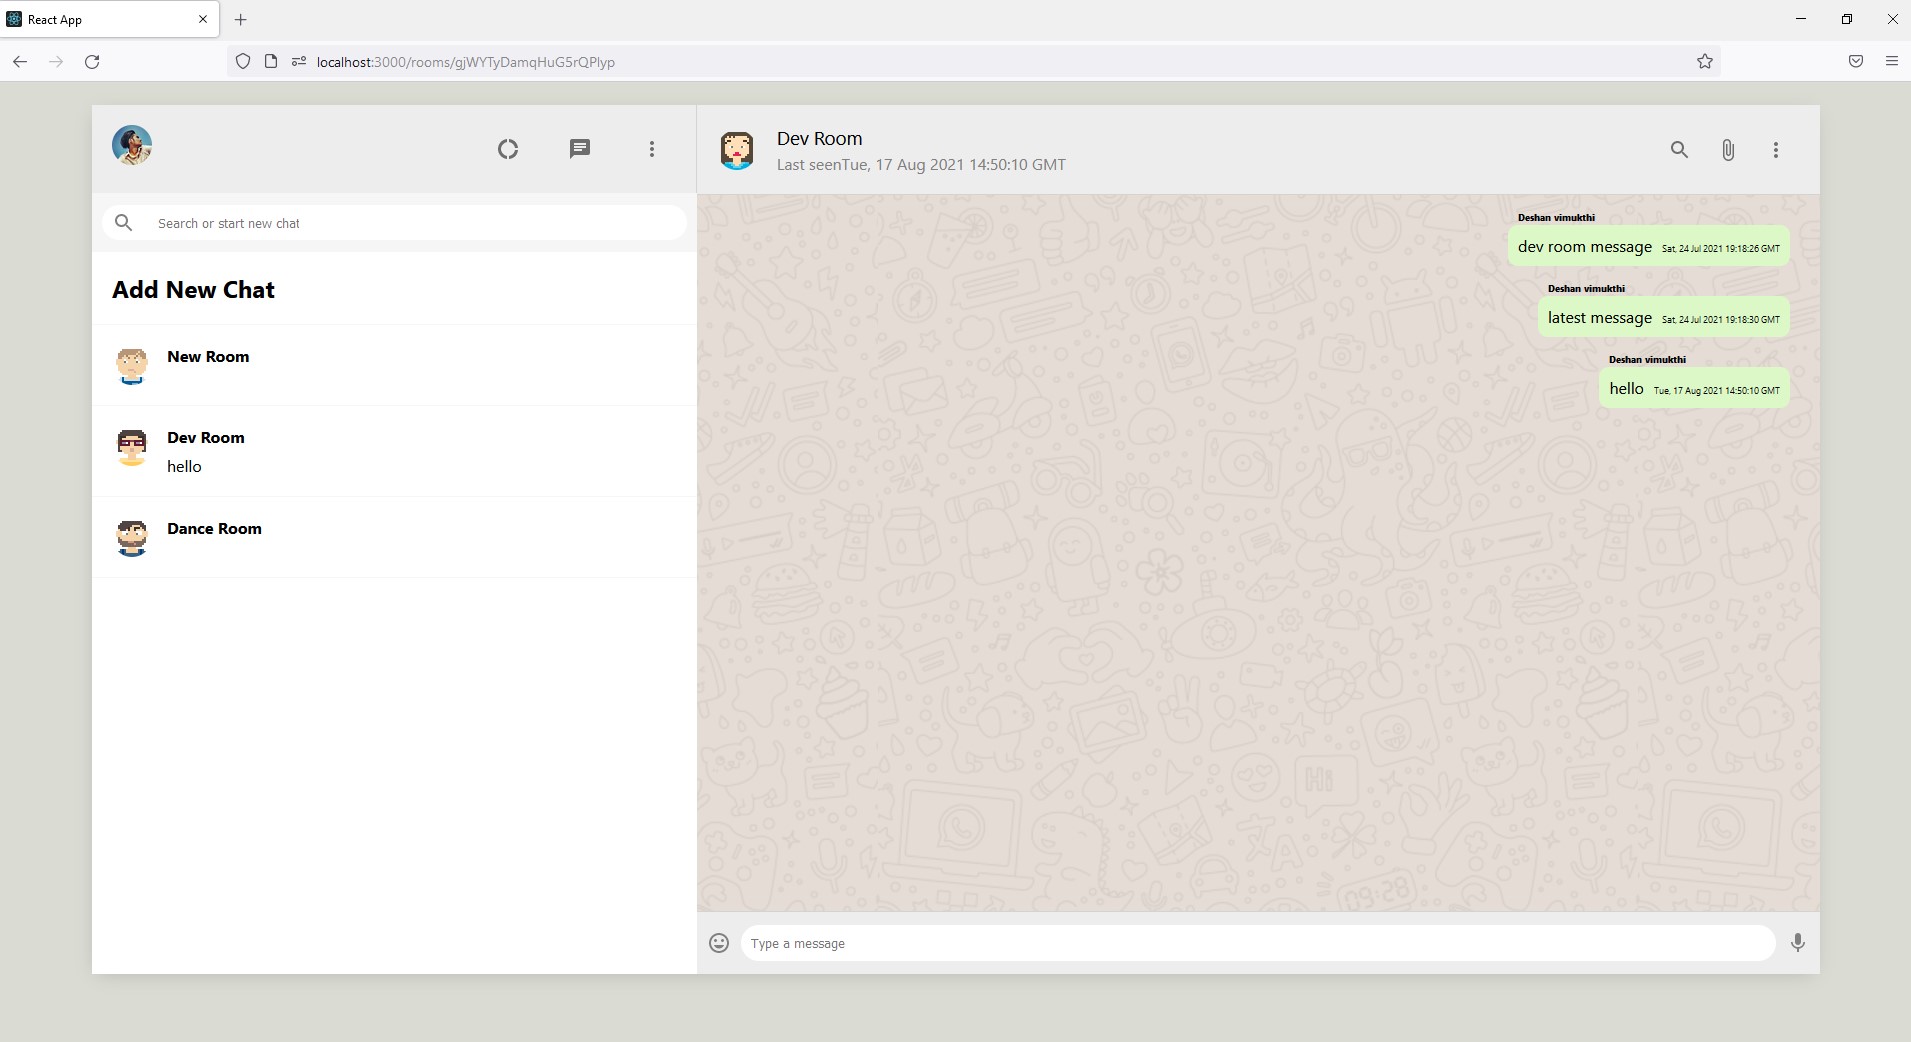 React App
localhost:3000/rooms/gjWYTyDamqHuG5rQPlyp
Dev Room
Last seenTue, 17 Aug 2021 14:50:10 GMT
Search or start new chat
Add New Chat
New Room
Dev Room
hello
Dance Room
Deshan vimukthi
dev room message Sat, 24 Jul 2021 19:18:26 GMT
Deshan vimukthi
latest message Sat, 24 Jul 2021 19:18:30 GMT
Deshan vimukthi
hello Tue, 17 Aug 2021 14:50:10 GMT
Hi
09:28
Type a message